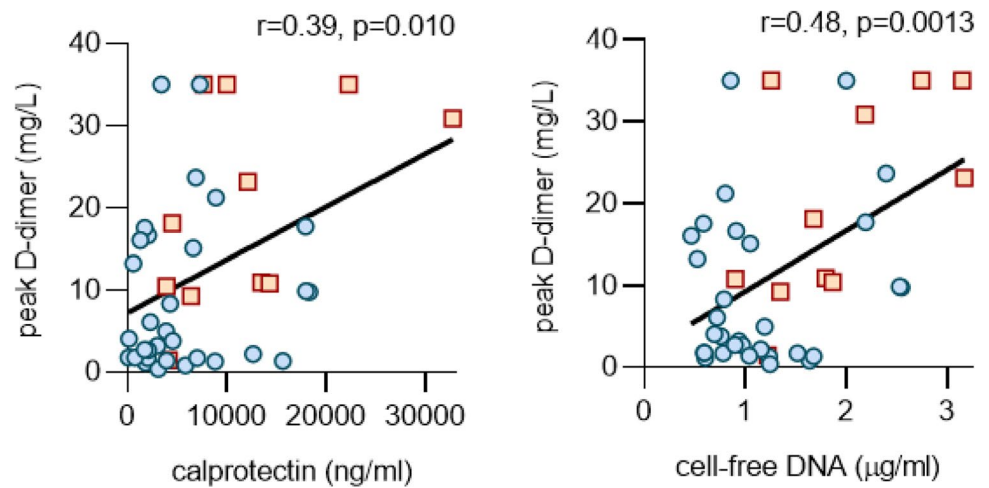 r=0.39, p=0.010
40
30
20
10
0
peak D-dimer (mg/L)
0 10000 20000 30000
calprotectin (ng/ml)
r=0.48, p=0.0013
40
30
20
10
0
peak D-dimer (mg/L)
0 1 2 3
cell-free DNA (μg/ml)